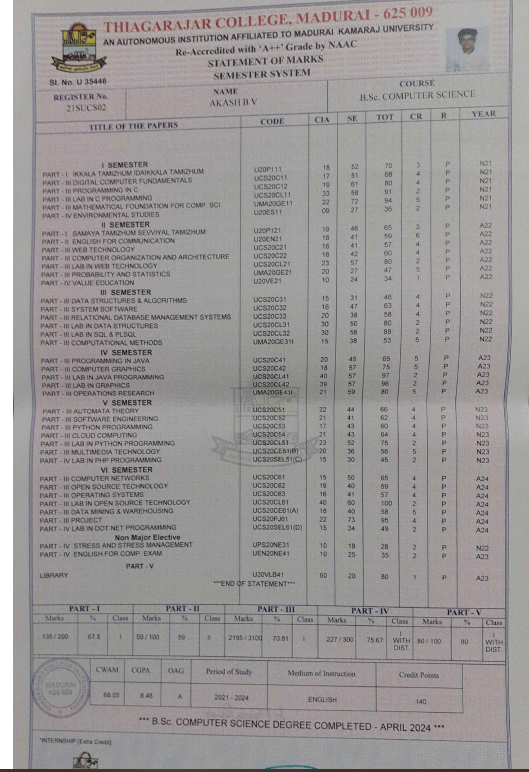 THIAGARAJAR COLLEGE, MADURAI - 625 009
AN AUTONOMOUS INSTITUTION AFFILIATED TO MADURAI KAMARAJ UNIVERSITY
Re-Accredited with 'A++' Grade by NAAC
STATEMENT OF MARKS
SEMESTER SYSTEM
Sl. No. U 35446
REGISTER No. NAME COURSE
21SUCS02 AKASH B V B.Sc. COMPUTER SCIENCE
TITLE OF THE PAPERS CODE CIA SE TOT CR R YEAR
I SEMESTER
PART - I IKKALA TAMIZHUM IDAIKKALA TAMIZHUM U20P111 18 52 70 3 P N21
PART - III DIGITAL COMPUTER FUNDAMENTALS UCS20C11 17 51 68 4 P N21
PART - III PROGRAMMING IN C UCS20C12 19 61 80 4 P N21
PART - III LAB IN C PROGRAMMING UCS20CL11 33 58 91 2 P N21
PART - III MATHEMATICAL FOUNDATION FOR COMP. SCI. UMA20GE11 22 72 94 5 P N21
PART - IV ENVIRONMENTAL STUDIES U20ES11 09 27 36 2 P N21
II SEMESTER
PART - I SAMAYA TAMIZHUM SEVVIYAL TAMIZHUM U20P121 19 46 65 3 P A22
PART - II ENGLISH FOR COMMUNICATION U20EN21 18 41 59 6 P A22
PART - III WEB TECHNOLOGY UCS20C21 16 41 57 4 P A22
PART - III COMPUTER ORGANIZATION AND ARCHITECTURE UCS20C22 18 42 60 4 P A22
PART - III LAB IN WEB TECHNOLOGY UCS20CL21 23 57 80 2 P A22
PART - III PROBABILITY AND STATISTICS UMA20GE21 20 27 47 5 P A22
PART - IV VALUE EDUCATION U20VE21 10 24 34 1 P A22
III SEMESTER
PART - III DATA STRUCTURES & ALGORITHMS UCS20C31 15 31 46 4 P N22
PART - III SYSTEM SOFTWARE UCS20C32 16 47 63 4 P N22
PART - III RELATIONAL DATABASE MANAGEMENT SYSTEMS UCS20C33 20 38 58 4 P N22
PART - III LAB IN DATA STRUCTURES UCS20CL31 30 50 80 2 P N22
PART - III LAB IN SQL & PLSQL UCS20CL32 30 58 88 2 P N22
PART - III COMPUTATIONAL METHODS UMA20GE31I 15 38 53 5 P N22
IV SEMESTER
PART - III PROGRAMMING IN JAVA UCS20C41 20 45 65 5 P A23
PART - III COMPUTER GRAPHICS UCS20C42 18 57 75 5 P A23
PART - III LAB IN JAVA PROGRAMMING UCS20CL41 40 57 97 2 P A23
PART - III LAB IN GRAPHICS UCS20CL42 39 57 96 2 P A23
PART - III OPERATIONS RESEARCH UMA20GE41I 21 59 80 5 P A23
V SEMESTER
PART - III AUTOMATA THEORY UCS20C51 22 44 66 4 P N23
PART - III SOFTWARE ENGINEERING UCS20C52 21 41 62 4 P N23
PART - III PYTHON PROGRAMMING UCS20C53 17 43 60 4 P N23
PART - III CLOUD COMPUTING UCS20C54 21 43 64 4 P N23
PART - III LAB IN PYTHON PROGRAMMING UCS20CL51 23 52 75 2 P N23
PART - III MULTIMEDIA TECHNOLOGY UCS20CE51(B) 20 36 56 5 P N23
PART - IV LAB IN PHP PROGRAMMING UCS20SEL51(C) 15 30 45 2 P N23
VI SEMESTER
PART - III COMPUTER NETWORKS UCS20C61 15 50 65 4 P A24
PART - III OPEN SOURCE TECHNOLOGY UCS20C62 19 40 59 4 P A24
PART - III OPERATING SYSTEMS UCS20C63 16 41 57 4 P A24
PART - III LAB IN OPEN SOURCE TECHNOLOGY UCS20CL61 40 60 100 2 P A24
PART - III DATA MINING & WAREHOUSING UCS20CE61(A) 18 40 58 5 P A24
PART - III PROJECT UCS20PJ61 22 73 95 4 P A24
PART - IV LAB IN DOT NET PROGRAMMING UCS20SEL61(D) 15 34 49 2 P A24
Non Major Elective
PART - IV STRESS AND STRESS MANAGEMENT UPS20NE31 10 18 28 2 P N22
PART - IV ENGLISH FOR COMP. EXAM. UEN20NE41 10 25 35 2 P A23
PART - V
LIBRARY U20VLB41 60 20 80 1 P A23
***END OF STATEMENT***
PART - I PART - II PART - III PART - IV PART - V
Marks % Class Marks % Class Marks % Class Marks % Class Marks % Class
135 / 200 67.5 I 59 / 100 59 II 2195 / 3100 70.81 I 227 / 300 75.67 I WITH DIST. 80 / 100 80 I WITH DIST.
CWAM CGPA OAG Period of Study Medium of Instruction Credit Points
68.05 8.48 A 2021 - 2024 ENGLISH 140
MADURAI
625 009
*** B.Sc. COMPUTER SCIENCE DEGREE COMPLETED - APRIL 2024 ***
*INTERNSHIP (Extra Credit)